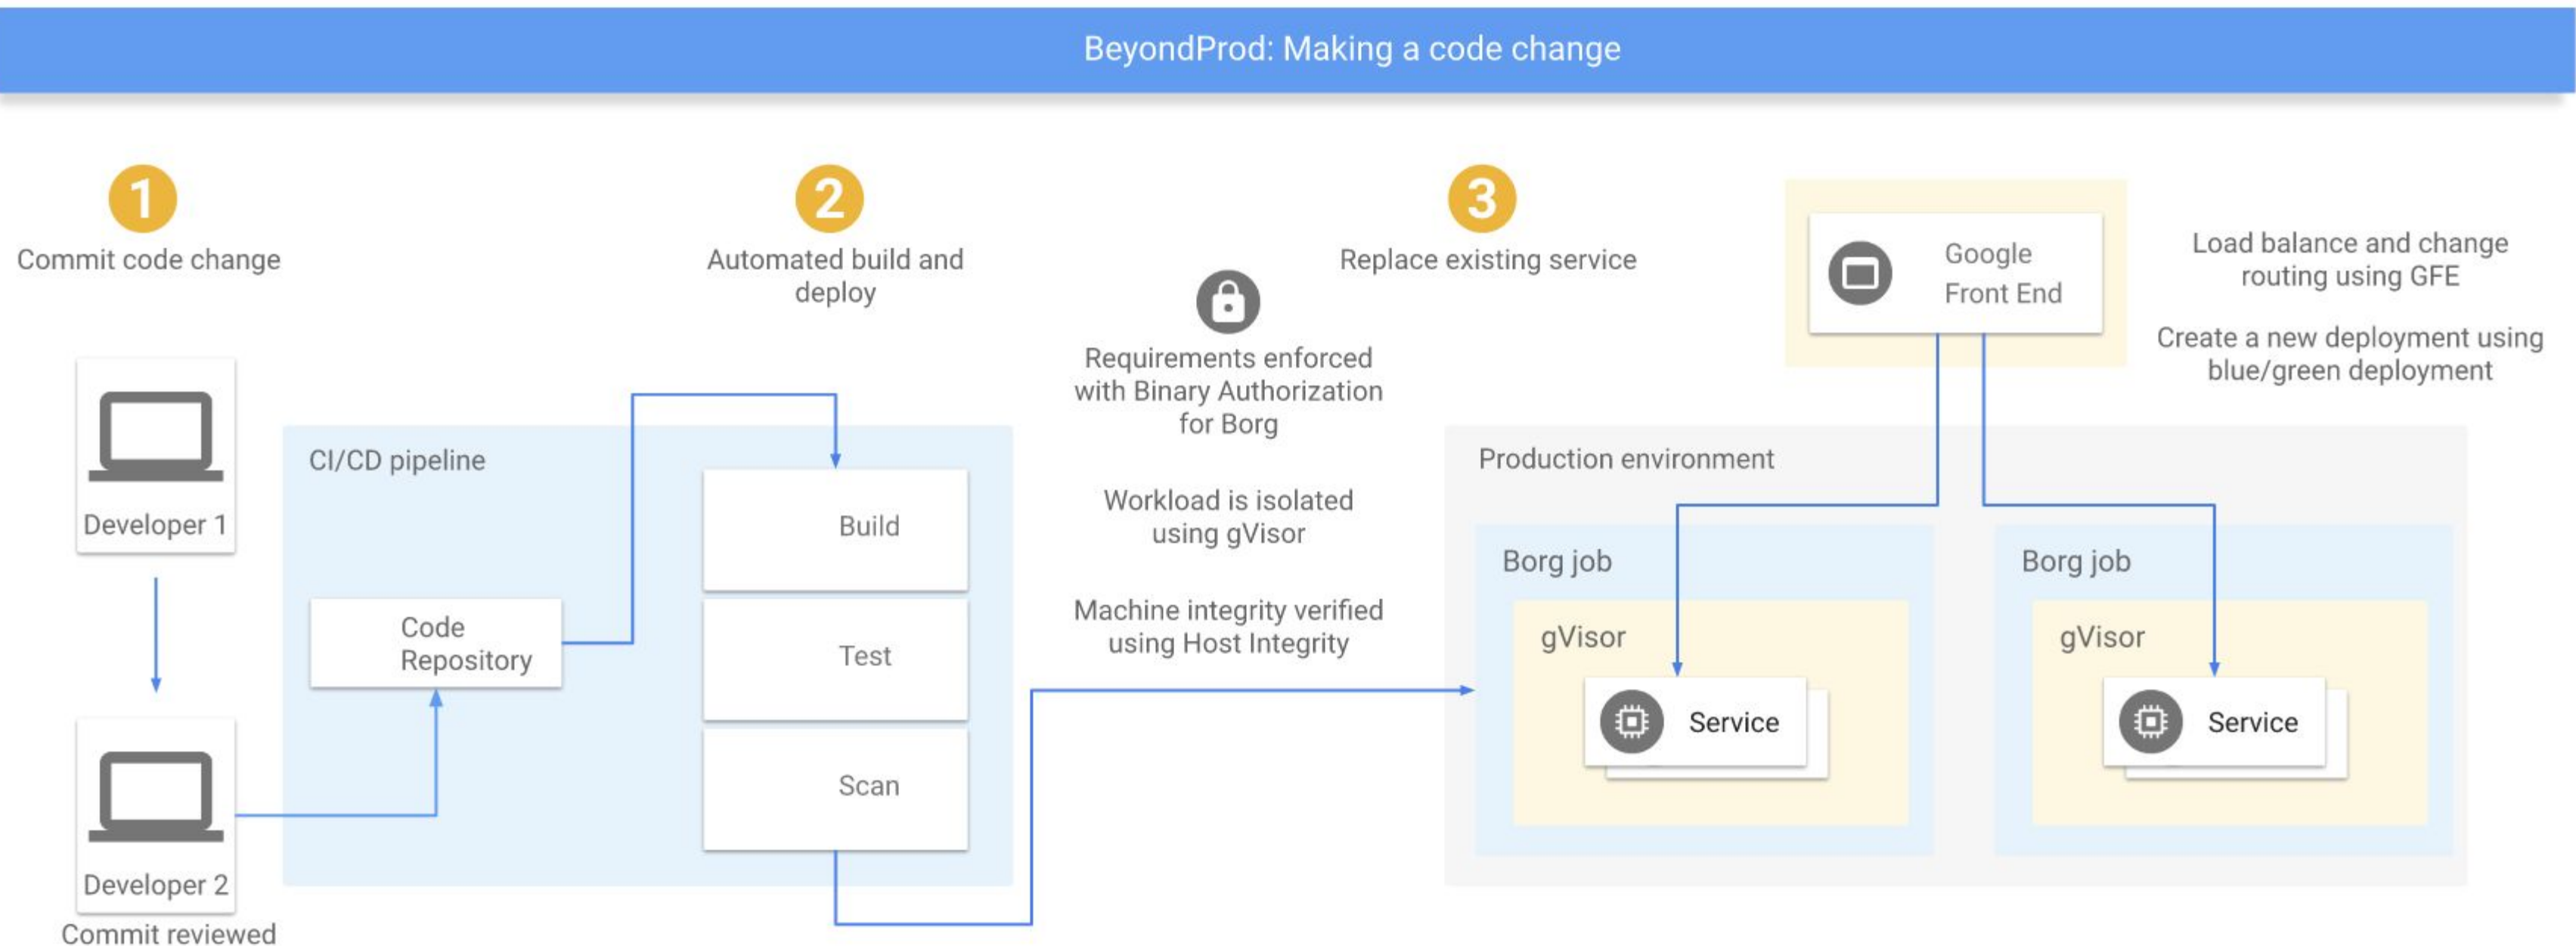 BeyondProd: Making a code change
1
Commit code change
Developer 1
Developer 2
Commit reviewed
2
Automated build and
deploy
CI/CD pipeline
Code
Repository
Build
Test
Scan
Requirements enforced
with Binary Authorization
for Borg
Workload is isolated
using gVisor
Machine integrity verified
using Host Integrity
3
Replace existing service
Google
Front End
Load balance and change
routing using GFE
Create a new deployment using
blue/green deployment
Production environment
Borg job
gVisor
Service
Borg job
gVisor
Service